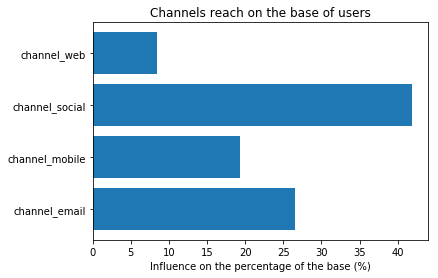 Channels reach on the base of users
channel_web
channel_social
channel_mobile
channel_email
0 5 10 15 20 25 30 35 40
Influence on the percentage of the base (%)